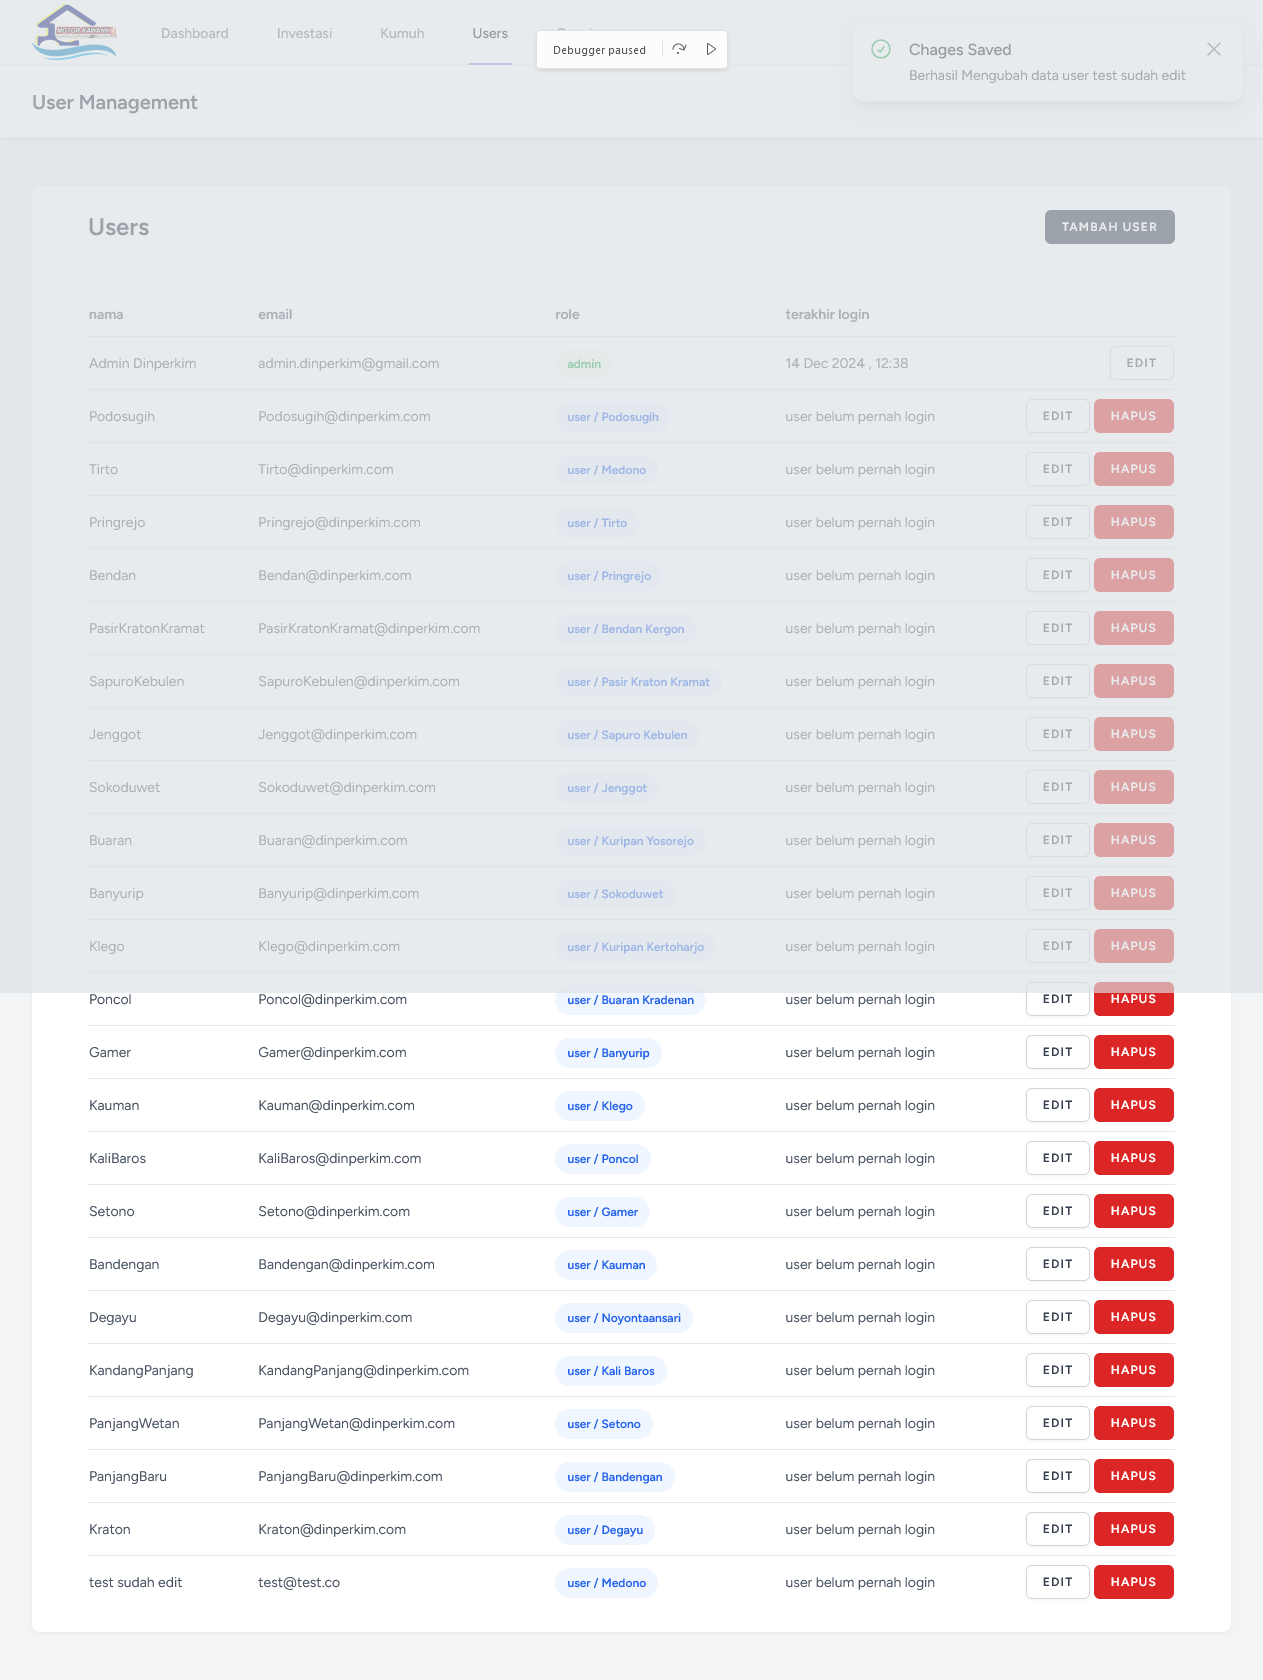 MOTOR KAWANK
Dashboard Investasi Kumuh Users
Debugger paused
Chages Saved
Berhasil Mengubah data user test sudah edit
User Management
Users
TAMBAH USER
nama email role terakhir login
Admin Dinperkim admin.dinperkim@gmail.com admin 14 Dec 2024 , 12:38 EDIT
Podosugih Podosugih@dinperkim.com user / Podosugih user belum pernah login EDIT HAPUS
Tirto Tirto@dinperkim.com user / Medono user belum pernah login EDIT HAPUS
Pringrejo Pringrejo@dinperkim.com user / Tirto user belum pernah login EDIT HAPUS
Bendan Bendan@dinperkim.com user / Pringrejo user belum pernah login EDIT HAPUS
PasirKratonKramat PasirKratonKramat@dinperkim.com user / Bendan Kergon user belum pernah login EDIT HAPUS
SapuroKebulen SapuroKebulen@dinperkim.com user / Pasir Kraton Kramat user belum pernah login EDIT HAPUS
Jenggot Jenggot@dinperkim.com user / Sapuro Kebulen user belum pernah login EDIT HAPUS
Sokoduwet Sokoduwet@dinperkim.com user / Jenggot user belum pernah login EDIT HAPUS
Buaran Buaran@dinperkim.com user / Kuripan Yosorejo user belum pernah login EDIT HAPUS
Banyurip Banyurip@dinperkim.com user / Sokoduwet user belum pernah login EDIT HAPUS
Klego Klego@dinperkim.com user / Kuripan Kertoharjo user belum pernah login EDIT HAPUS
Poncol Poncol@dinperkim.com user / Buaran Kradenan user belum pernah login EDIT HAPUS
Gamer Gamer@dinperkim.com user / Banyurip user belum pernah login EDIT HAPUS
Kauman Kauman@dinperkim.com user / Klego user belum pernah login EDIT HAPUS
KaliBaros KaliBaros@dinperkim.com user / Poncol user belum pernah login EDIT HAPUS
Setono Setono@dinperkim.com user / Gamer user belum pernah login EDIT HAPUS
Bandengan Bandengan@dinperkim.com user / Kauman user belum pernah login EDIT HAPUS
Degayu Degayu@dinperkim.com user / Noyontaansari user belum pernah login EDIT HAPUS
KandangPanjang KandangPanjang@dinperkim.com user / Kali Baros user belum pernah login EDIT HAPUS
PanjangWetan PanjangWetan@dinperkim.com user / Setono user belum pernah login EDIT HAPUS
PanjangBaru PanjangBaru@dinperkim.com user / Bandengan user belum pernah login EDIT HAPUS
Kraton Kraton@dinperkim.com user / Degayu user belum pernah login EDIT HAPUS
test sudah edit test@test.co user / Medono user belum pernah login EDIT HAPUS